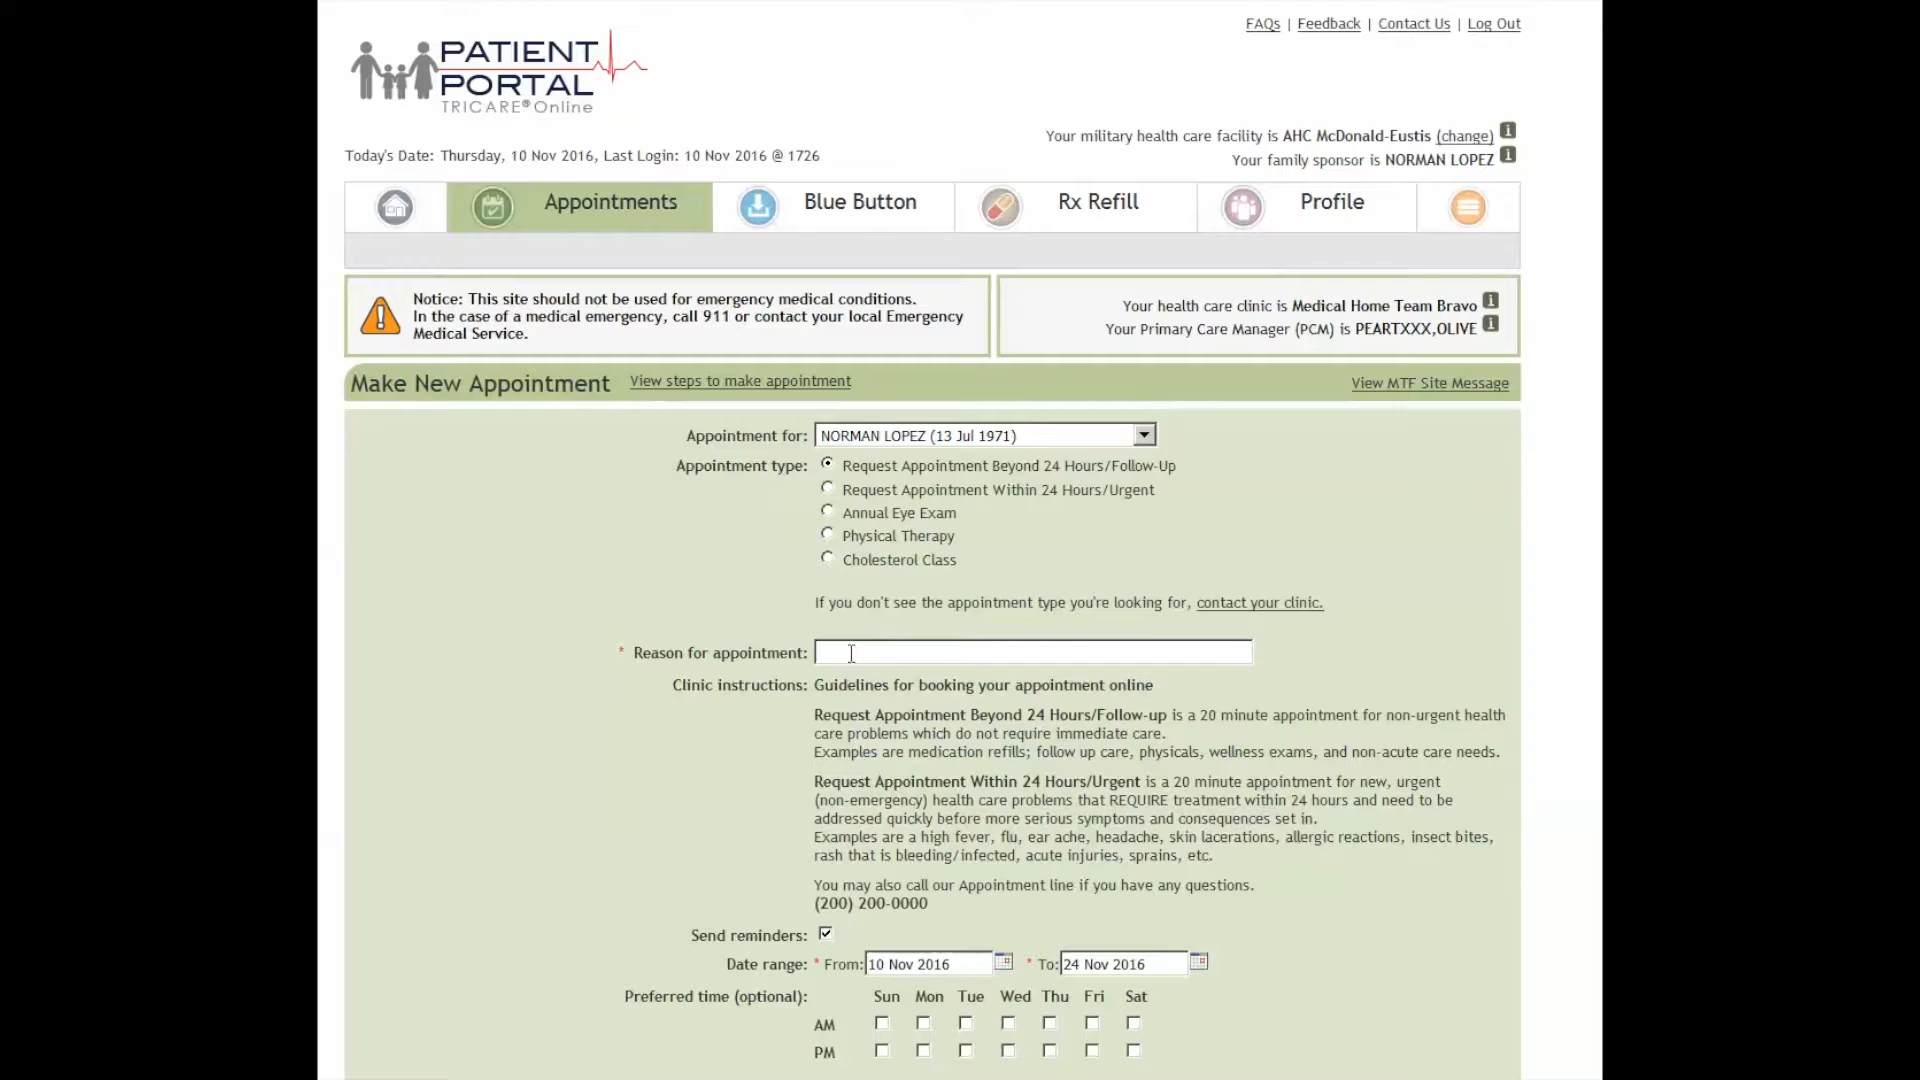 FAQs | Feedback | Contact Us | Log Out
PATIENT
PORTAL
TRICARE® Online
Your military health care facility is AHC McDonald-Eustis (change) i
Today's Date: Thursday, 10 Nov 2016, Last Login: 10 Nov 2016 @ 1726
Your family sponsor is NORMAN LOPEZ i
Appointments Blue Button Rx Refill Profile
Notice: This site should not be used for emergency medical conditions.
In the case of a medical emergency, call 911 or contact your local Emergency
Medical Service.
Your health care clinic is Medical Home Team Bravo i
Your Primary Care Manager (PCM) is PEARTXXX,OLIVE i
Make New Appointment View steps to make appointment View MTF Site Message
Appointment for: NORMAN LOPEZ (13 Jul 1971)
Appointment type: Request Appointment Beyond 24 Hours/Follow-Up
Request Appointment Within 24 Hours/Urgent
Annual Eye Exam
Physical Therapy
Cholesterol Class
If you don't see the appointment type you're looking for, contact your clinic.
* Reason for appointment:
Clinic instructions: Guidelines for booking your appointment online
Request Appointment Beyond 24 Hours/Follow-up is a 20 minute appointment for non-urgent health
care problems which do not require immediate care.
Examples are medication refills; follow up care, physicals, wellness exams, and non-acute care needs.
Request Appointment Within 24 Hours/Urgent is a 20 minute appointment for new, urgent
(non-emergency) health care problems that REQUIRE treatment within 24 hours and need to be
addressed quickly before more serious symptoms and consequences set in.
Examples are a high fever, flu, ear ache, headache, skin lacerations, allergic reactions, insect bites,
rash that is bleeding/infected, acute injuries, sprains, etc.
You may also call our Appointment line if you have any questions.
(200) 200-0000
Send reminders:
Date range: * From: 10 Nov 2016 * To: 24 Nov 2016
Preferred time (optional): Sun Mon Tue Wed Thu Fri Sat
AM
PM